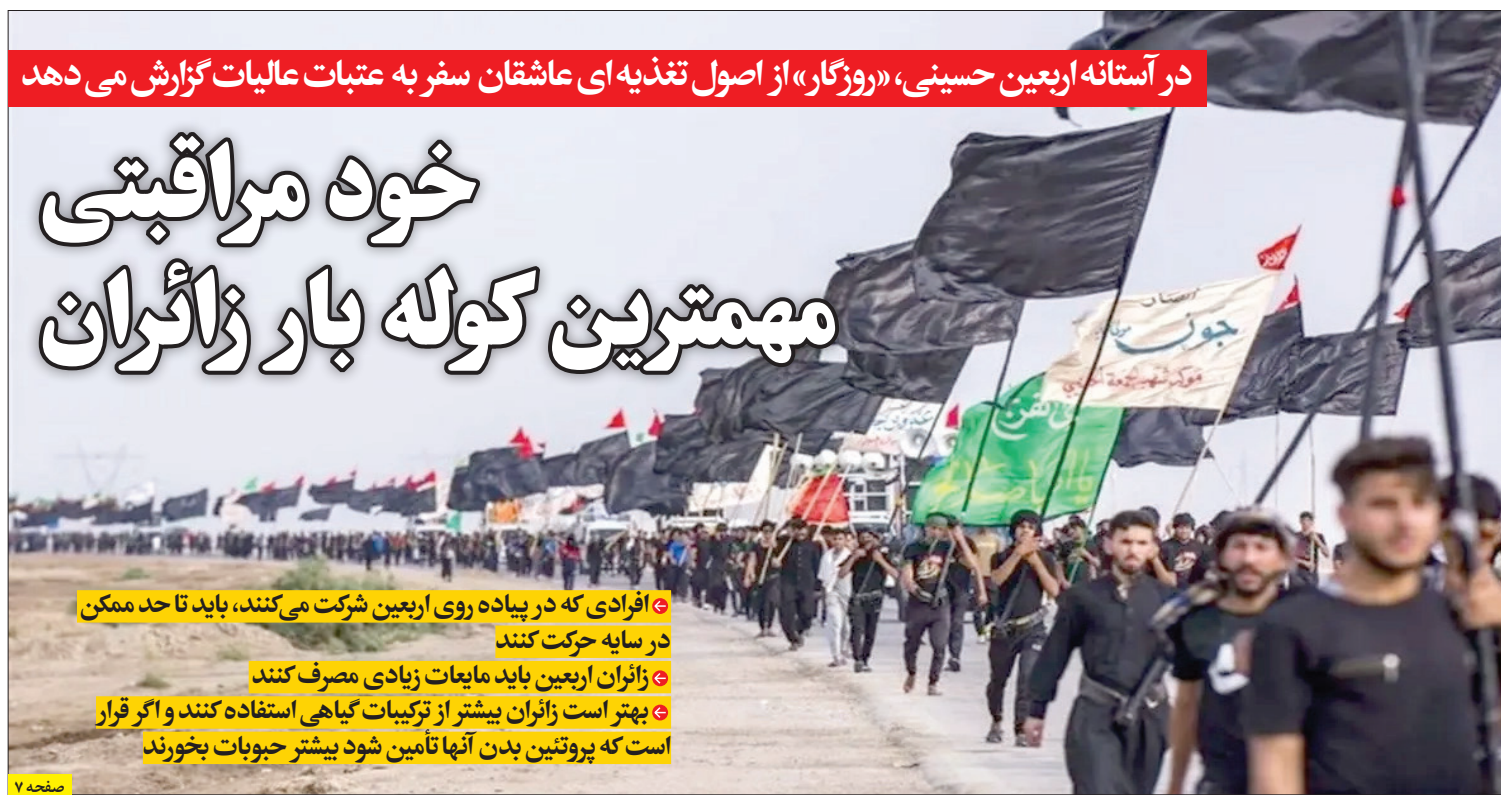 در آستانه اربعین حسینی، «روزگار» از اصول تغذیه ای عاشقان سفر به عتبات عالیات گزارش می دهد
خود مراقبتی
مهمترین کوله بار زائران
جون
افرادی که در پیاده روی اربعین شرکت می‌کنند، باید تا حد ممکن
در سایه حرکت کنند
زائران اربعین باید مایعات زیادی مصرف کنند
بهتر است زائران بیشتر از ترکیبات گیاهی استفاده کنند و اگر قرار
است که پروتئین بدن آنها تأمین شود بیشتر حبوبات بخورند
صفحه ۷